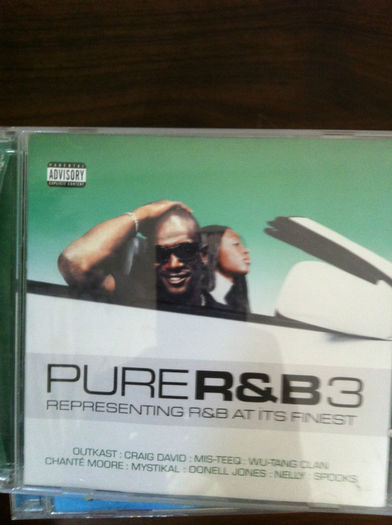 PARENTAL
ADVISORY
EXPLICIT CONTENT
PURE R&B 3
REPRESENTING R&B AT ITS FINEST
OUTKAST : CRAIG DAVID : MIS-TEEQ : WU-TANG CLAN
CHANTÉ MOORE : MYSTIKAL : DONELL JONES : NELLY : SPOOKS